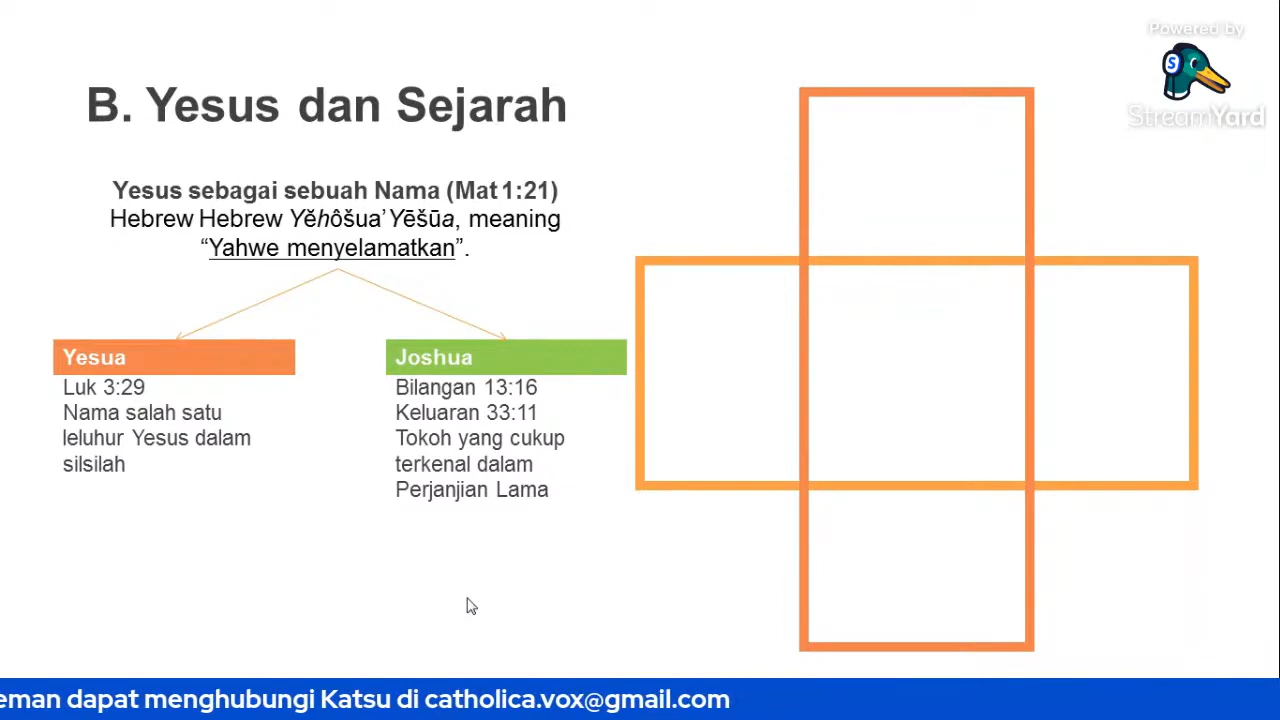 Powered by
S
StreamYard
B. Yesus dan Sejarah
Yesus sebagai sebuah Nama (Mat 1:21)
Hebrew Hebrew Yĕhôšua’ Yēšūa, meaning
“Yahwe menyelamatkan”.
Yesua
Luk 3:29
Nama salah satu
leluhur Yesus dalam
silsilah
Joshua
Bilangan 13:16
Keluaran 33:11
Tokoh yang cukup
terkenal dalam
Perjanjian Lama
eman dapat menghubungi Katsu di catholica.vox@gmail.com